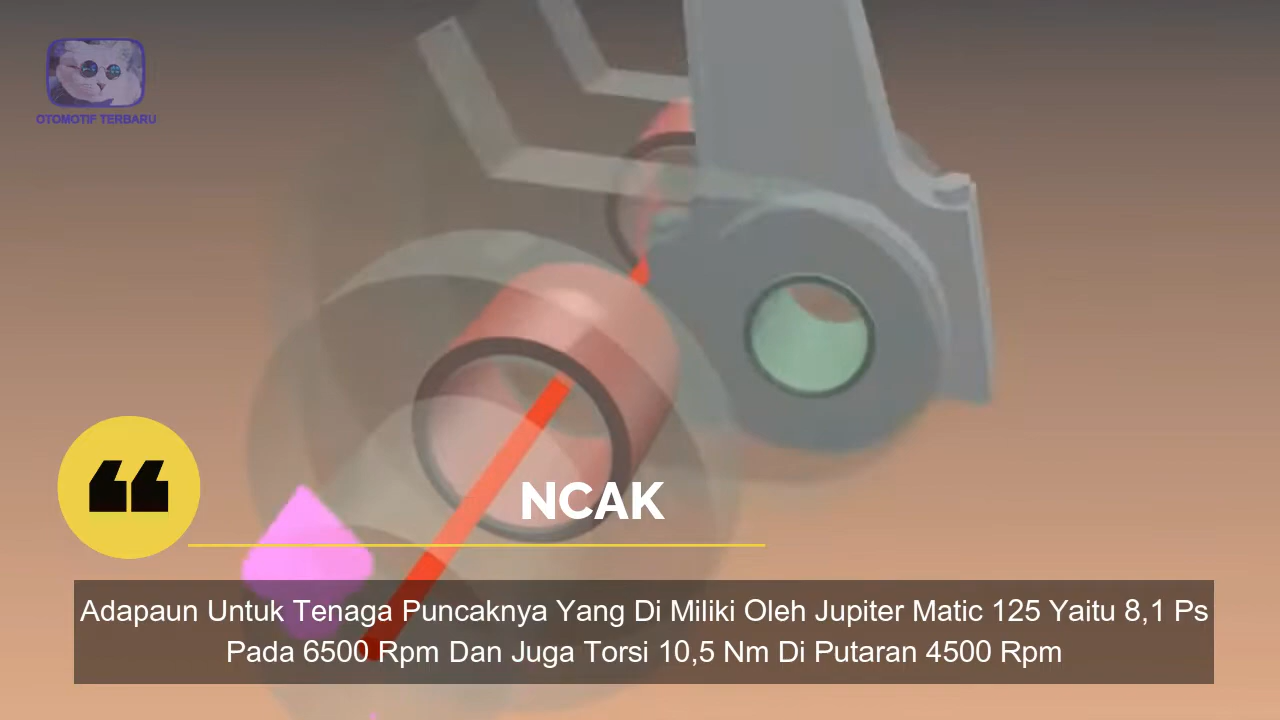 OTOMOTIF TERBARU
NCAK
Adapaun Untuk Tenaga Puncaknya Yang Di Miliki Oleh Jupiter Matic 125 Yaitu 8,1 Ps
Pada 6500 Rpm Dan Juga Torsi 10,5 Nm Di Putaran 4500 Rpm